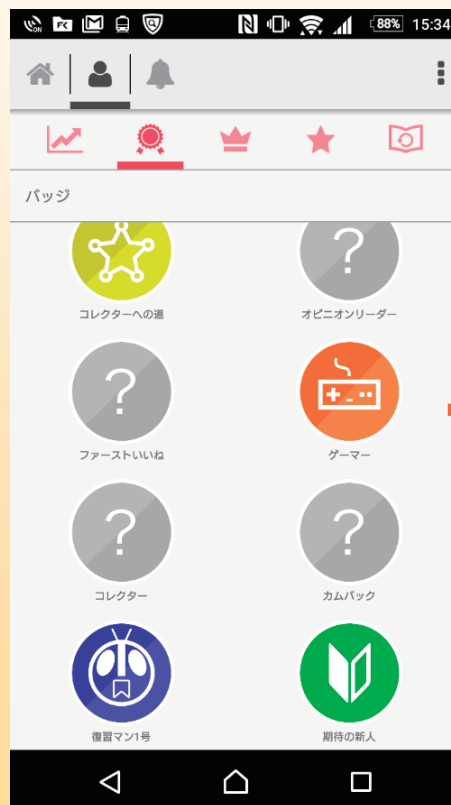 ON
88%
15:34
バッジ
コレクターへの道
オピニオンリーダー
?
ファーストいいね
ゲーマー
?
?
コレクター
カムバック
復習マン1号
期待の新人